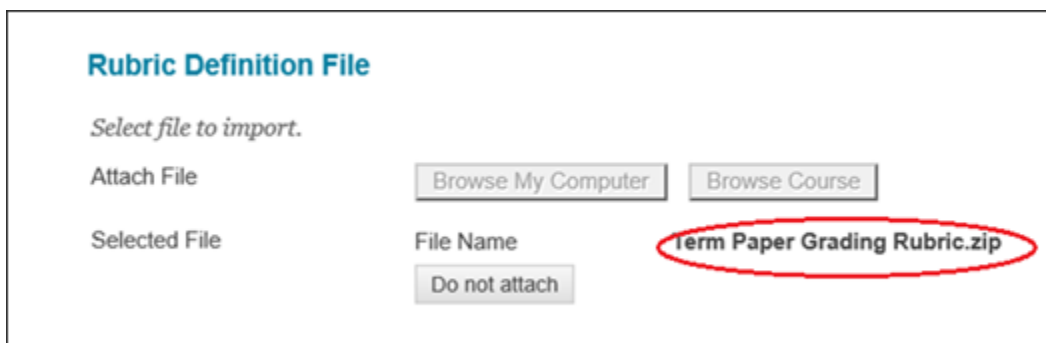 Rubric Definition File
Select file to import.
Attach File Browse My Computer Browse Course
Selected File File Name Term Paper Grading Rubric.zip
Do not attach